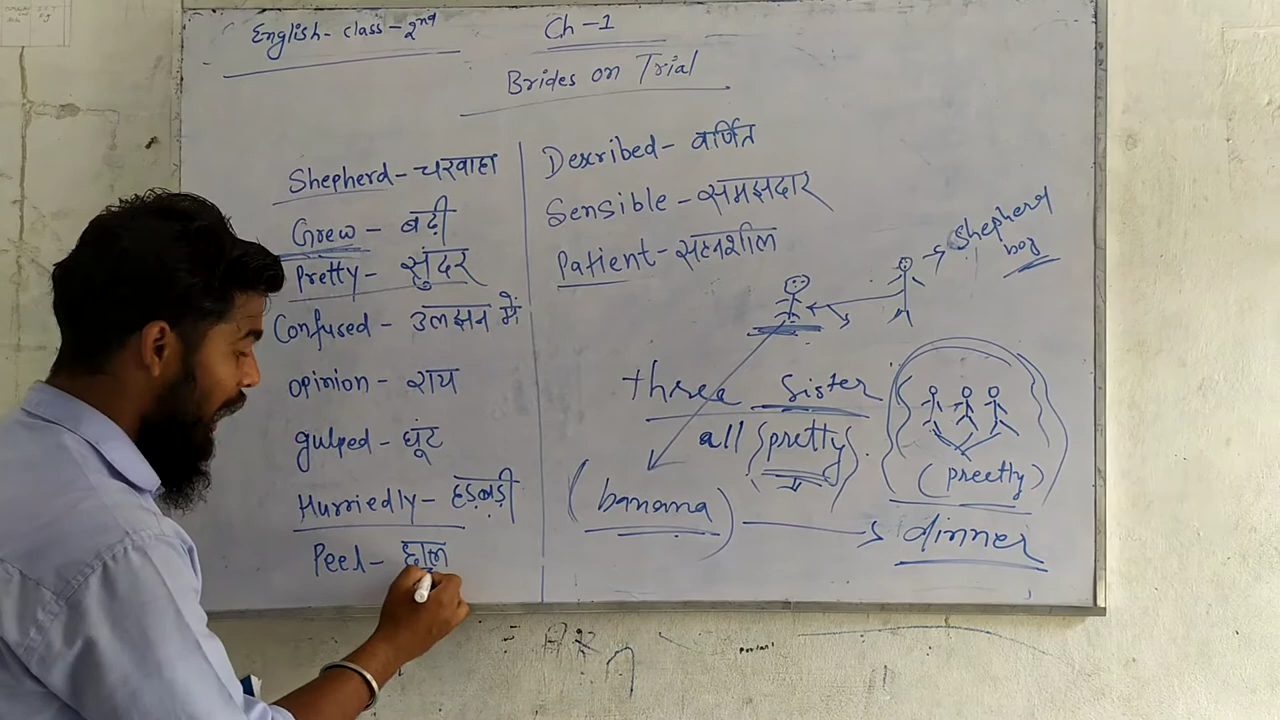 English- class-2nd
Ch-1
Brides on Trial
Shepherd-चरवाहा
Grew - बढ़ी
Pretty- सुंदर
Confused - उलझन में
opinion - राय
gulped- घूंट
Hurriedly- हड़बड़ी
Peel- छाल
Described- वर्णित
Sensible-समझदार
Patient-सहनशील
Shepherd
boy
three sister
all (pretty)
(preetly)
(banana)
dinner